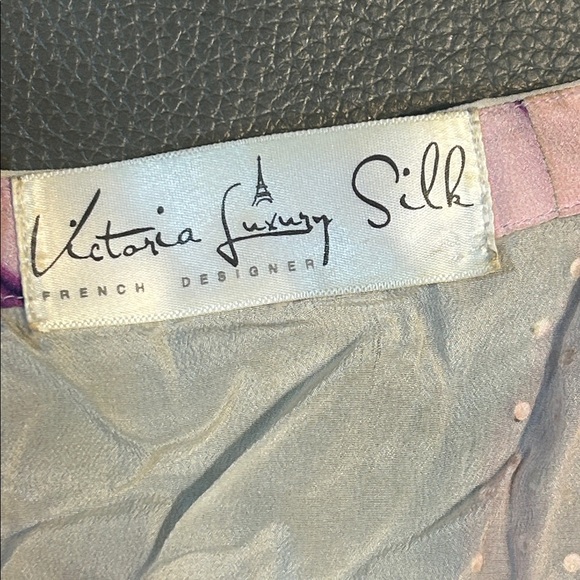 Victoria Luxury Silk
FRENCH DESIGNER